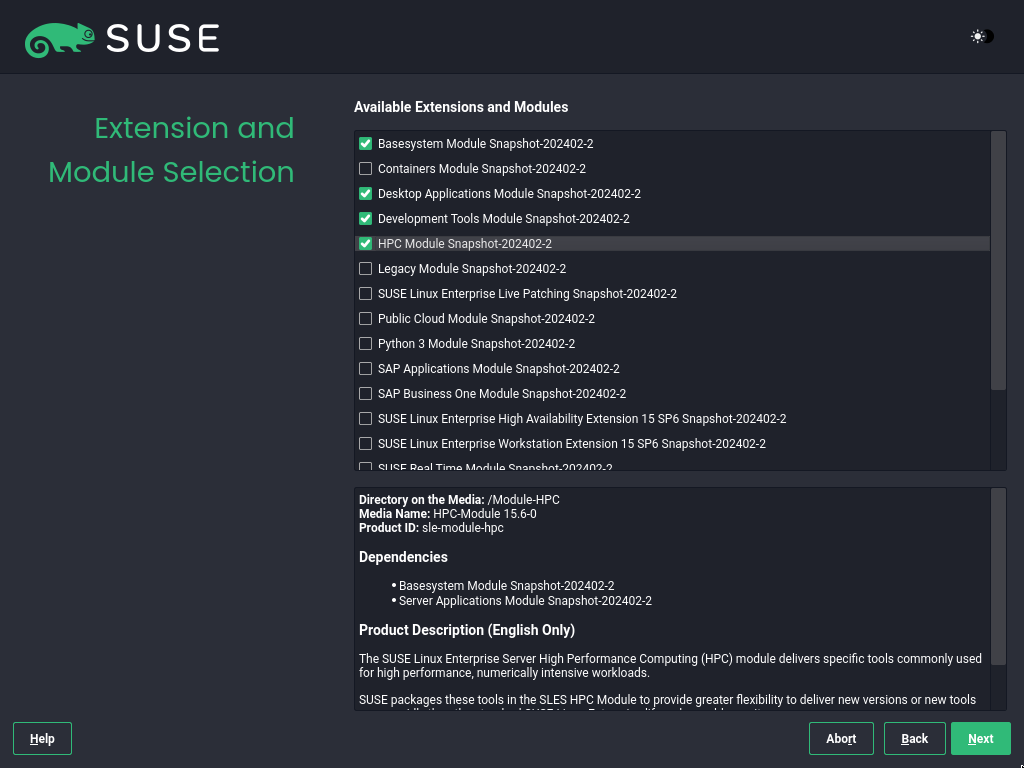 SUSE
Extension and
Module Selection
Available Extensions and Modules
Basesystem Module Snapshot-202402-2
Containers Module Snapshot-202402-2
Desktop Applications Module Snapshot-202402-2
Development Tools Module Snapshot-202402-2
HPC Module Snapshot-202402-2
Legacy Module Snapshot-202402-2
SUSE Linux Enterprise Live Patching Snapshot-202402-2
Public Cloud Module Snapshot-202402-2
Python 3 Module Snapshot-202402-2
SAP Applications Module Snapshot-202402-2
SAP Business One Module Snapshot-202402-2
SUSE Linux Enterprise High Availability Extension 15 SP6 Snapshot-202402-2
SUSE Linux Enterprise Workstation Extension 15 SP6 Snapshot-202402-2
SUSE Real Time Module Snapshot-202402-2
Directory on the Media: /Module-HPC
Media Name: HPC-Module 15.6-0
Product ID: sle-module-hpc
Dependencies
• Basesystem Module Snapshot-202402-2
• Server Applications Module Snapshot-202402-2
Product Description (English Only)
The SUSE Linux Enterprise Server High Performance Computing (HPC) module delivers specific tools commonly used
for high performance, numerically intensive workloads.
SUSE packages these tools in the SLES HPC Module to provide greater flexibility to deliver new versions or new tools
Help
Abort
Back
Next